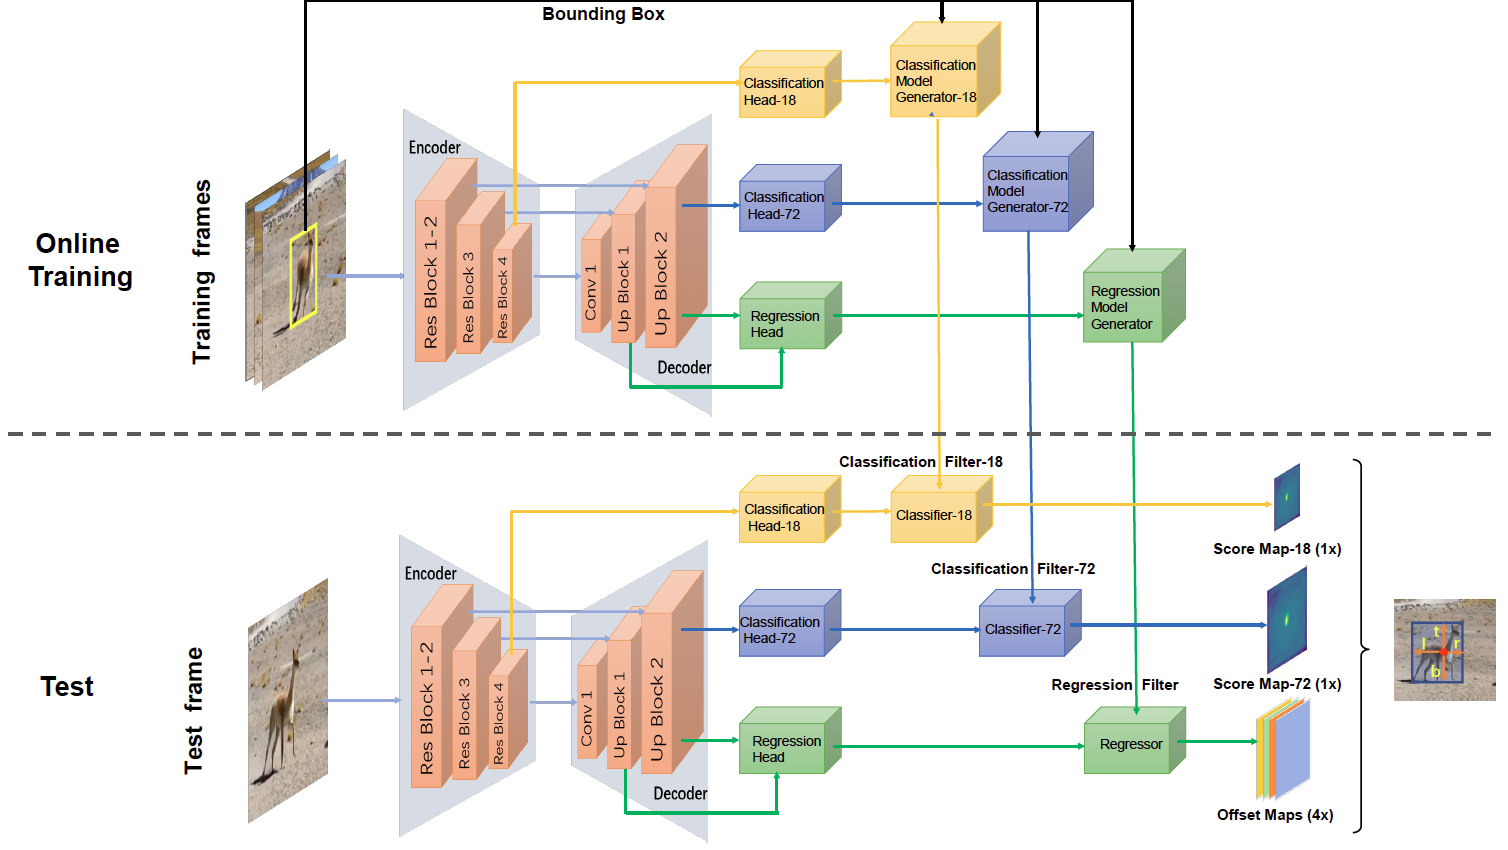 Bounding Box
Classification
Model
Generator-18
Classification
Head-18
Encoder
Classification
Model
Generator-72
Classification
Head-72
Online
Training
Training frames
Res Block 1-2
Res Block 3
Res Block 4
Conv 1
Up Block 1
Up Block 2
Regression
Model
Generator
Regression
Head
Decoder
Classification Filter-18
Classification
Head-18
Classifier-18
Score Map-18 (1x)
Encoder
Classification Filter-72
Classification
Head-72
Classifier-72
Score Map-72 (1x)
t
l
r
b
Test
Test frame
Res Block 1-2
Res Block 3
Res Block 4
Conv 1
Up Block 1
Up Block 2
Regression Filter
Regression
Head
Regressor
Decoder
Offset Maps (4x)